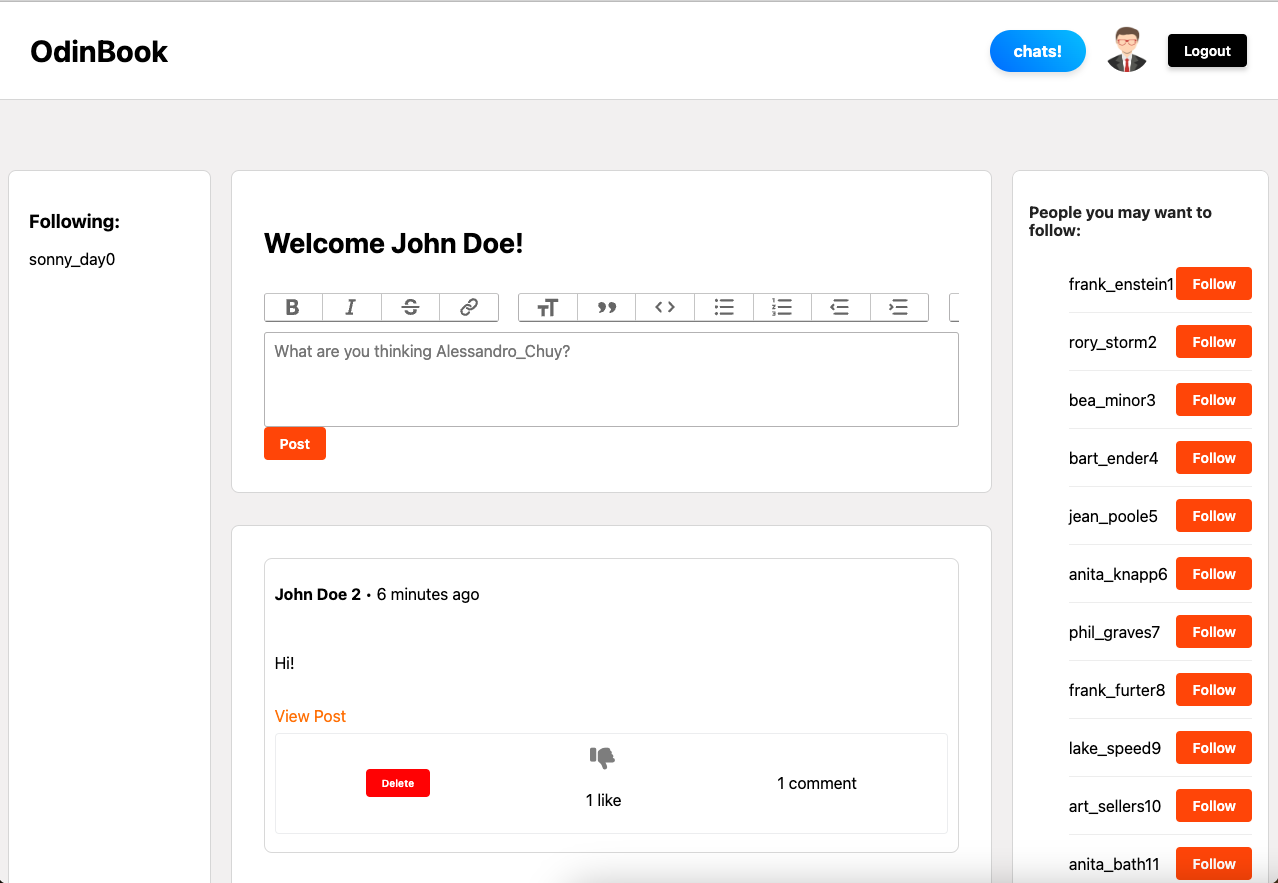 OdinBook
chats!
Logout
Following:
sonny_day0
Welcome John Doe!
What are you thinking Alessandro_Chuy?
Post
John Doe 2 • 6 minutes ago
Hi!
View Post
Delete
1 like
1 comment
People you may want to
follow:
frank_enstein1 Follow
rory_storm2 Follow
bea_minor3 Follow
bart_ender4 Follow
jean_poole5 Follow
anita_knapp6 Follow
phil_graves7 Follow
frank_furter8 Follow
lake_speed9 Follow
art_sellers10 Follow
anita_bath11 Follow